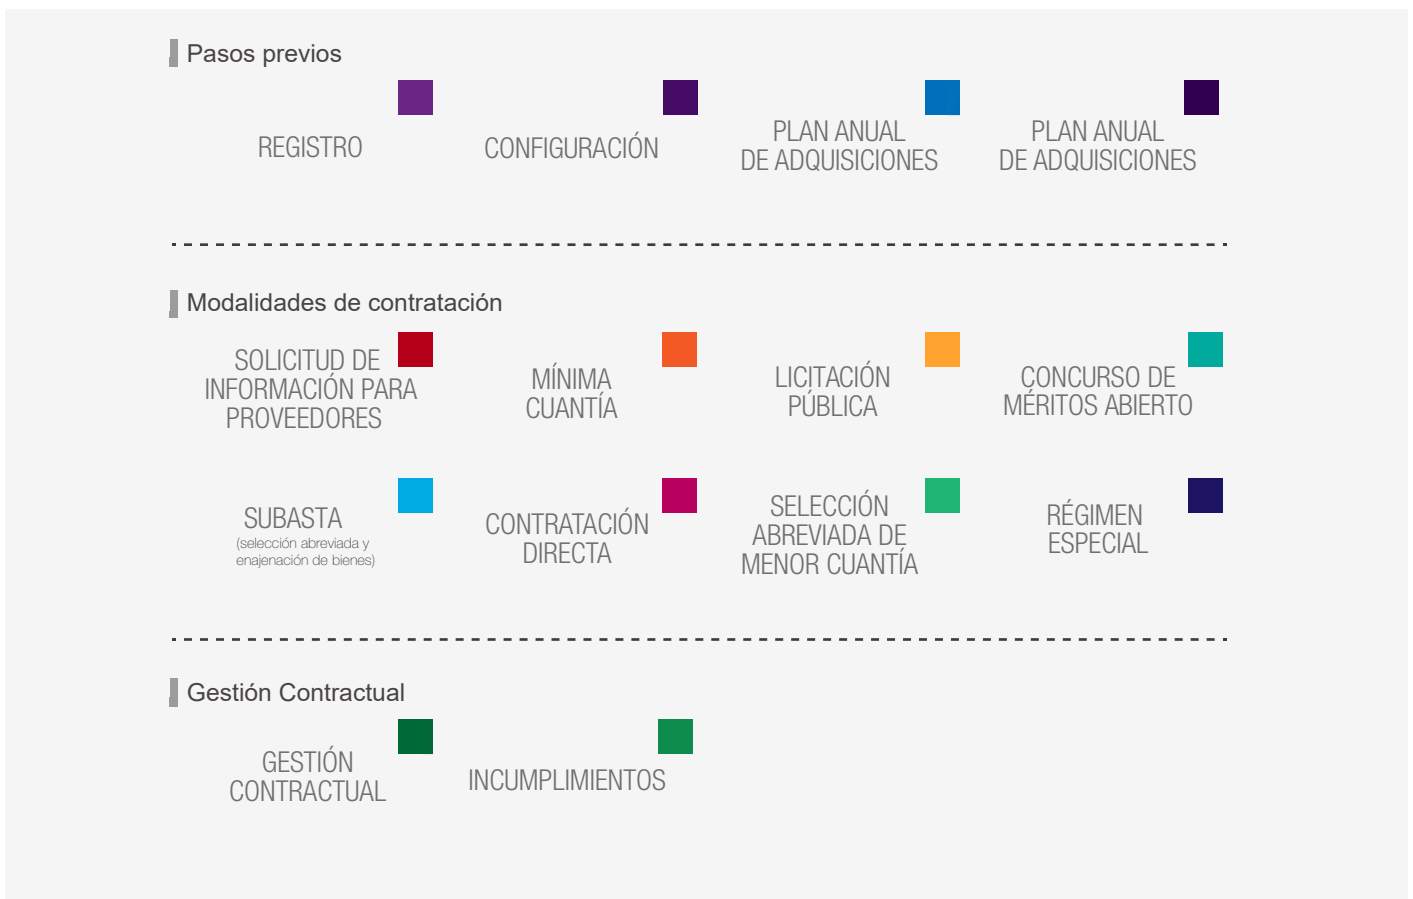 Pasos previos
REGISTRO
CONFIGURACIÓN
PLAN ANUAL
DE ADQUISICIONES
PLAN ANUAL
DE ADQUISICIONES
Modalidades de contratación
SOLICITUD DE
INFORMACIÓN PARA
PROVEEDORES
MÍNIMA
CUANTÍA
LICITACIÓN
PÚBLICA
CONCURSO DE
MÉRITOS ABIERTO
SUBASTA
(selección abreviada y
enajenación de bienes)
CONTRATACIÓN
DIRECTA
SELECCIÓN
ABREVIADA DE
MENOR CUANTÍA
RÉGIMEN
ESPECIAL
Gestión Contractual
GESTIÓN
CONTRACTUAL
INCUMPLIMIENTOS